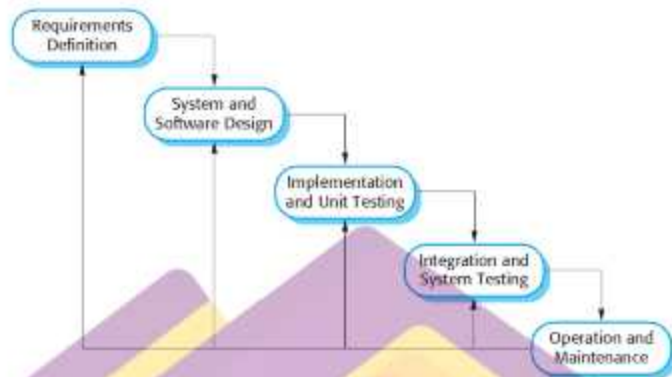 Requirements
Definition
System and
Software Design
Implementation
and Unit Testing
Integration and
System Testing
Operation and
Maintenance